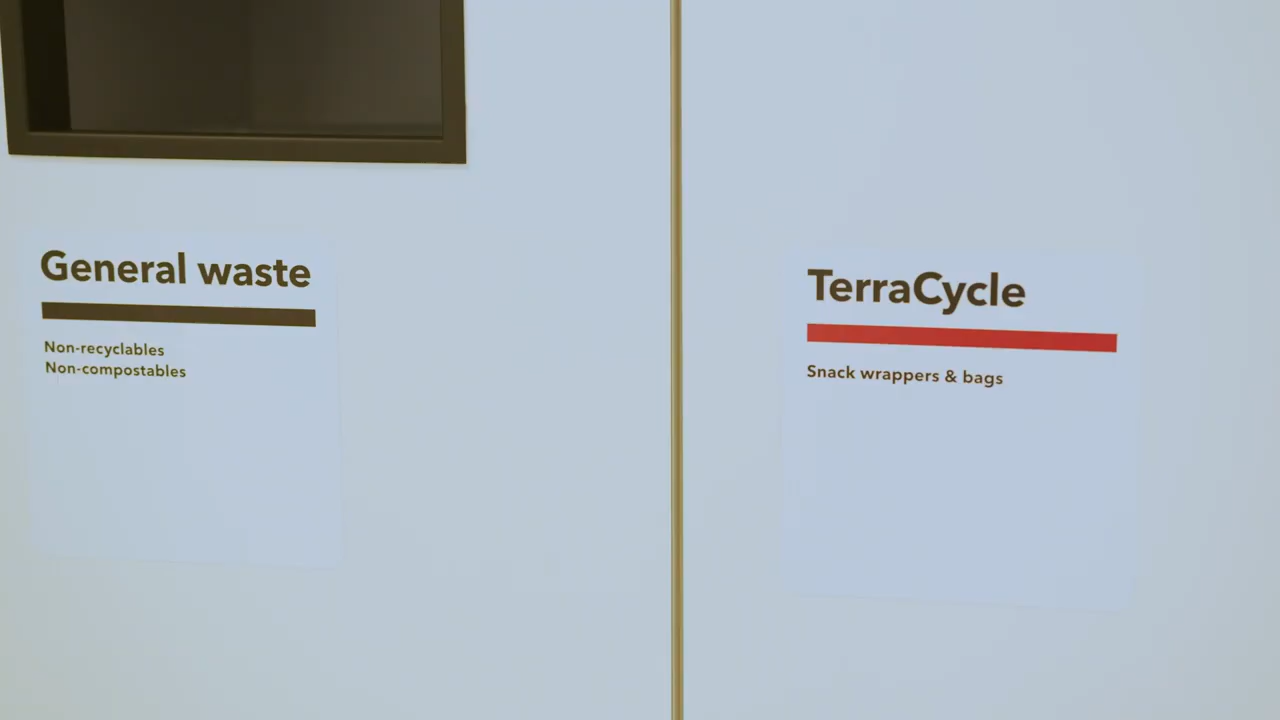 General waste
Non-recyclables
Non-compostables
TerraCycle
Snack wrappers & bags